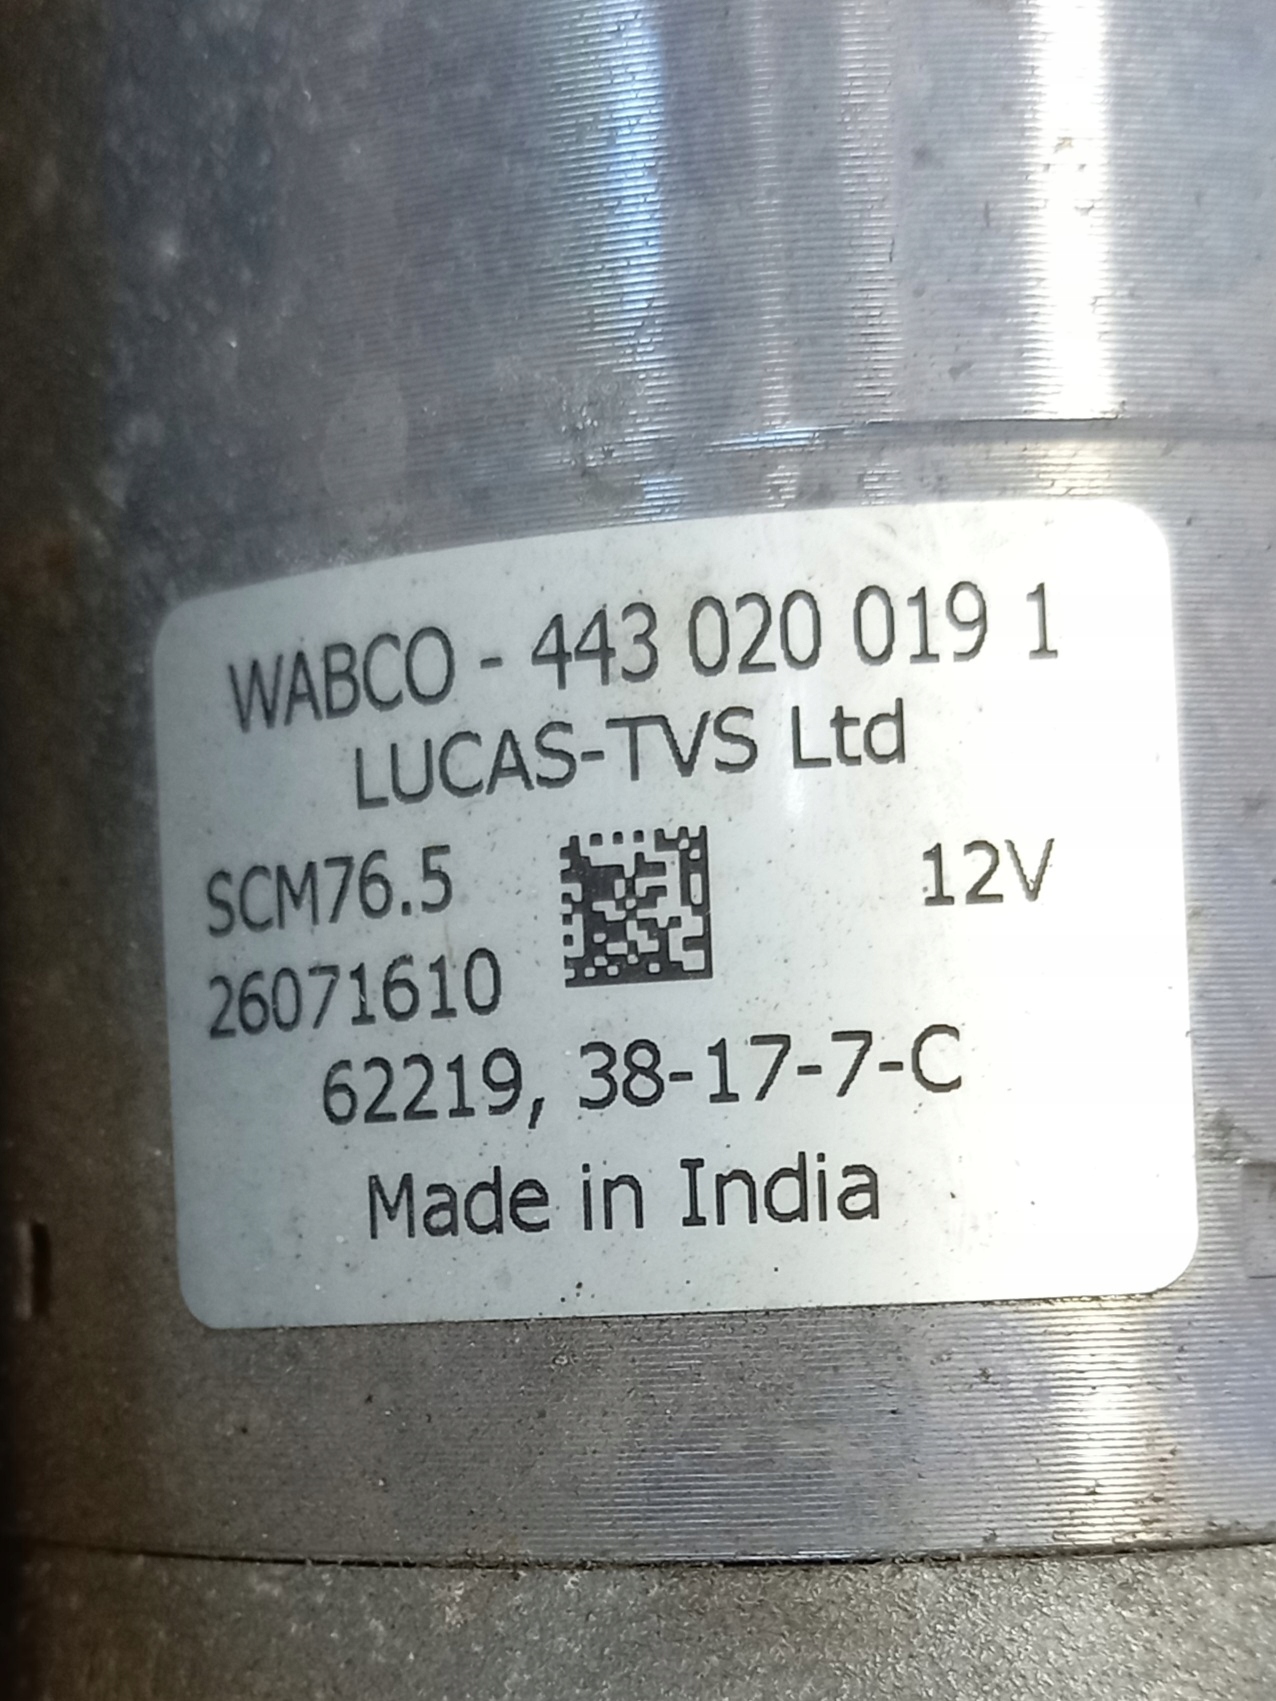 WABCO - 443 020 019 1
LUCAS-TVS Ltd
SCM76.5
12V
26071610
62219, 38-17-7-C
Made in India